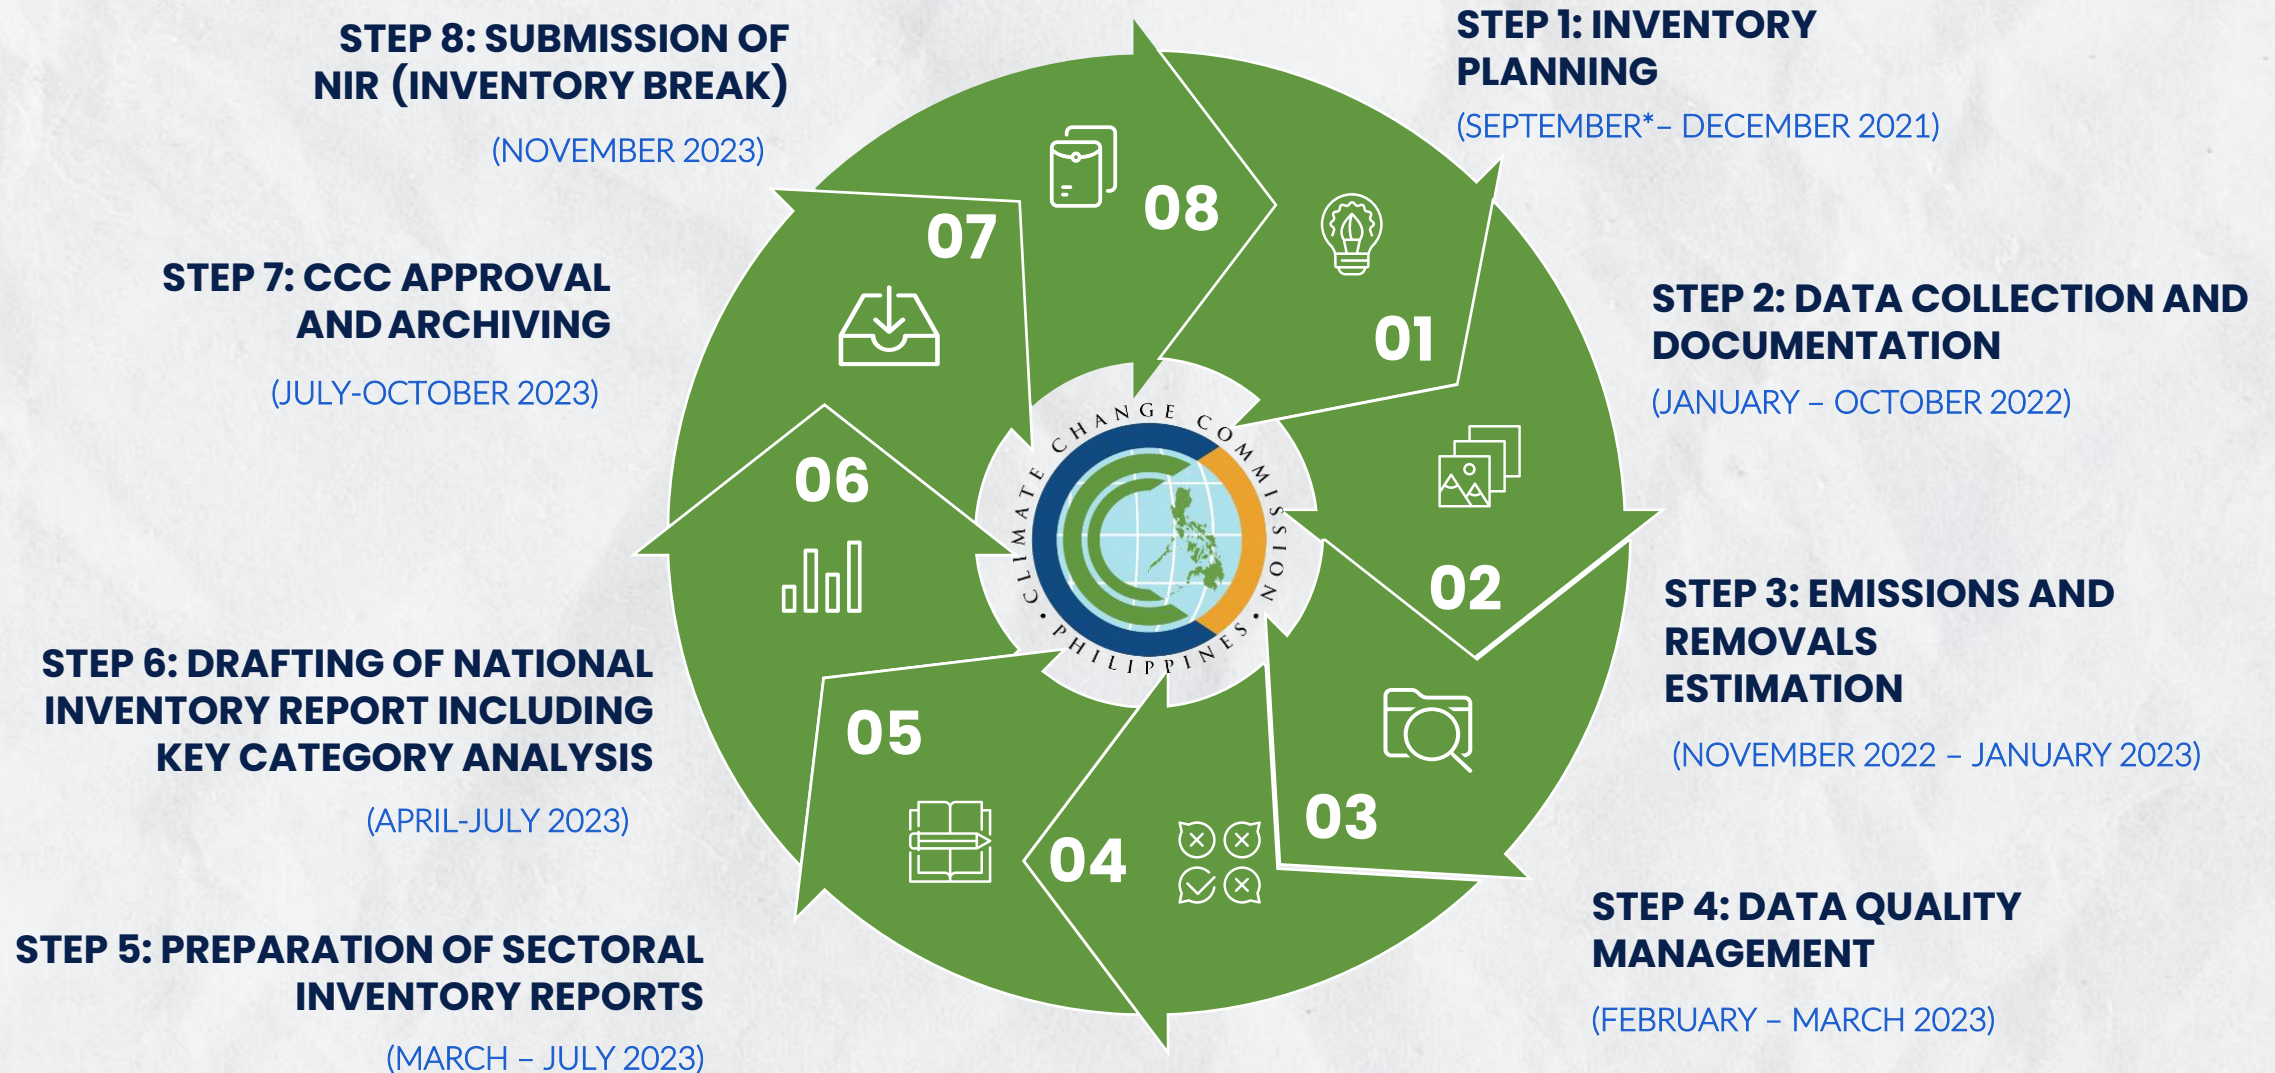 STEP 1: INVENTORY
PLANNING
(SEPTEMBER*– DECEMBER 2021)
STEP 2: DATA COLLECTION AND
DOCUMENTATION
(JANUARY – OCTOBER 2022)
STEP 3: EMISSIONS AND
REMOVALS
ESTIMATION
(NOVEMBER 2022 – JANUARY 2023)
STEP 4: DATA QUALITY
MANAGEMENT
(FEBRUARY – MARCH 2023)
STEP 5: PREPARATION OF SECTORAL
INVENTORY REPORTS
(MARCH – JULY 2023)
STEP 6: DRAFTING OF NATIONAL
INVENTORY REPORT INCLUDING
KEY CATEGORY ANALYSIS
(APRIL-JULY 2023)
STEP 7: CCC APPROVAL
AND ARCHIVING
(JULY-OCTOBER 2023)
STEP 8: SUBMISSION OF
NIR (INVENTORY BREAK)
(NOVEMBER 2023)
01
02
03
04
05
06
07
08
CLIMATE CHANGE COMMISSION
• PHILIPPINES •